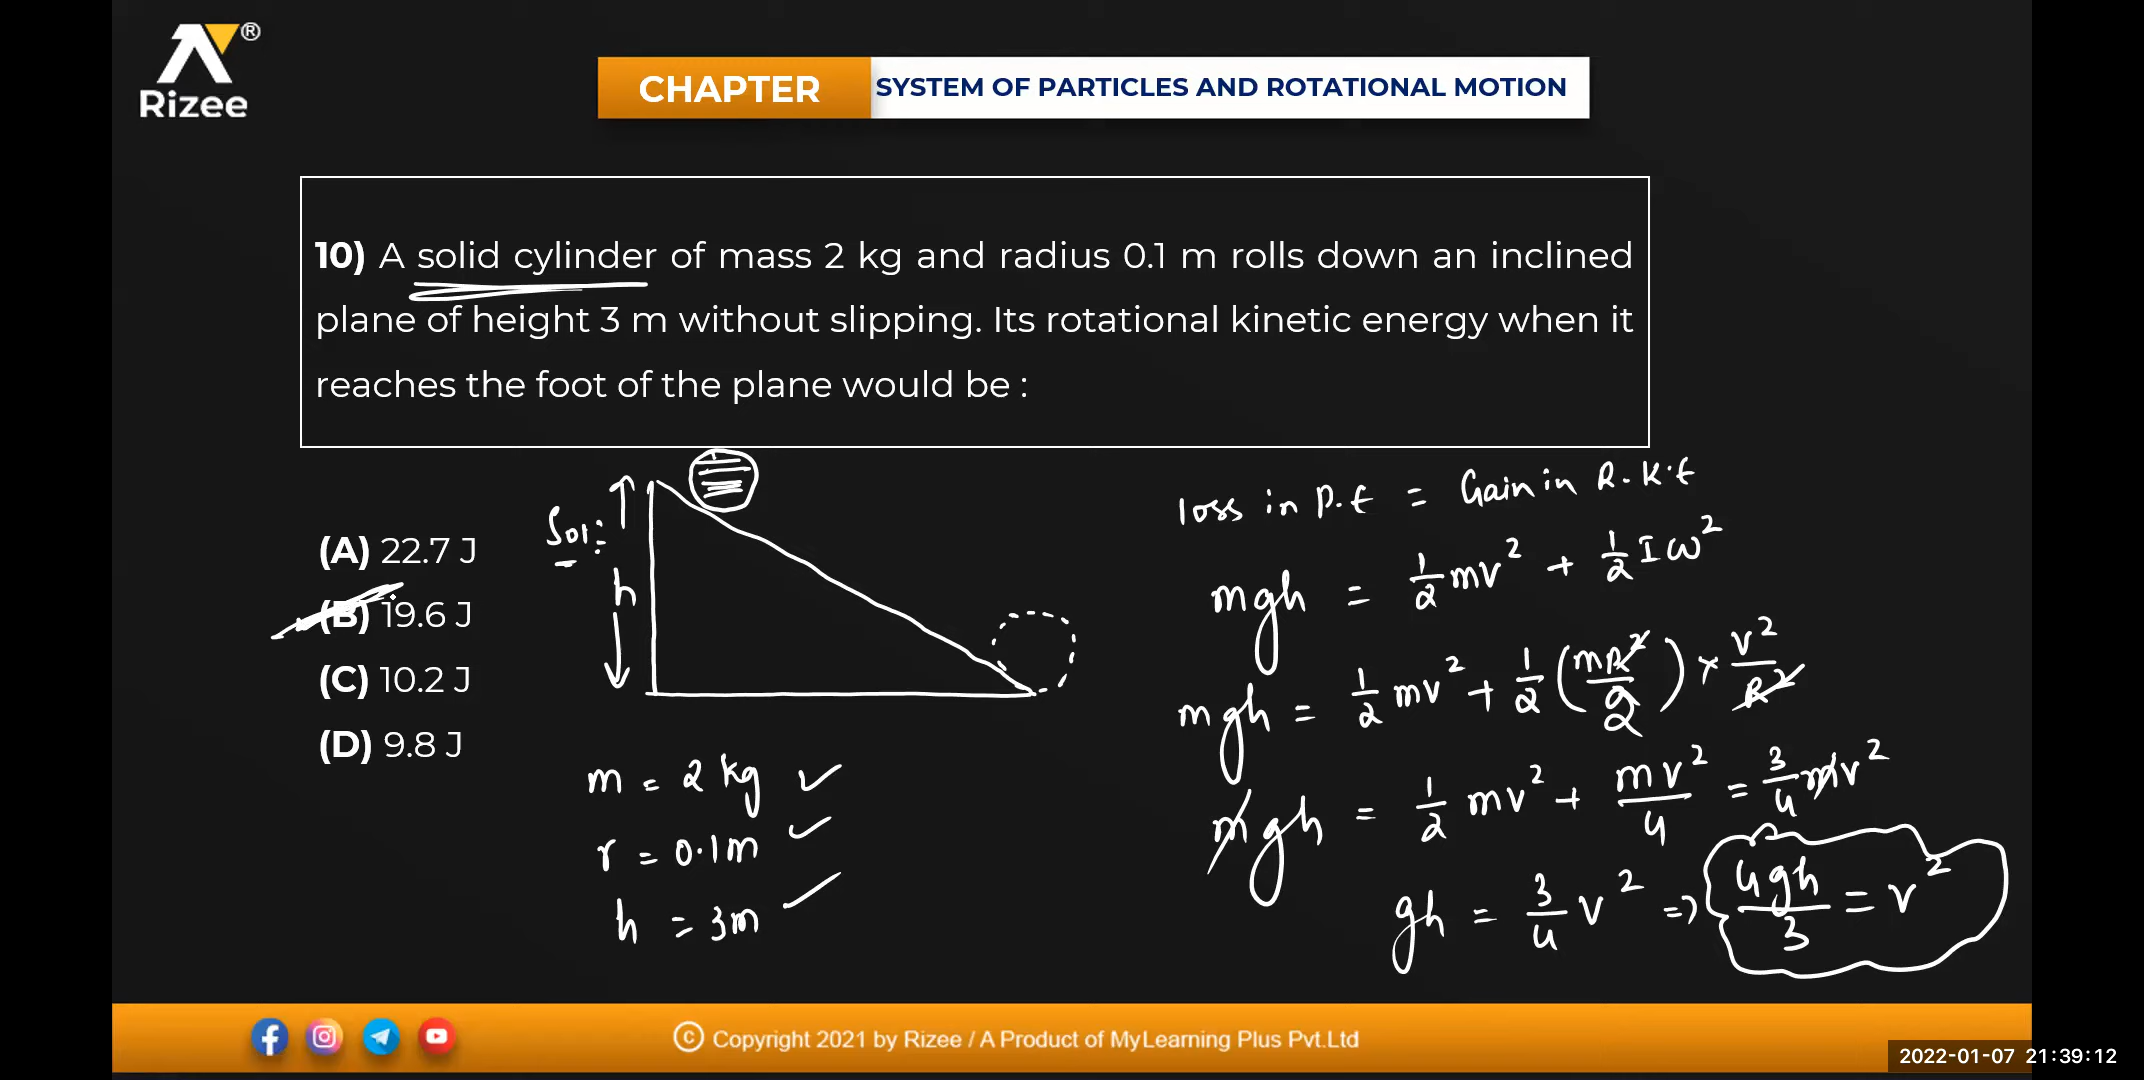 Rizee®
CHAPTER
SYSTEM OF PARTICLES AND ROTATIONAL MOTION
10) A solid cylinder of mass 2 kg and radius 0.1 m rolls down an inclined
plane of height 3 m without slipping. Its rotational kinetic energy when it
reaches the foot of the plane would be :
(A) 22.7 J
(B) 19.6 J
(C) 10.2 J
(D) 9.8 J
Sol:
h
m = 2 kg
r = 0.1m
h = 3m
loss in P.E = Gain in R.K.E
mgh = 1/2 mv² + 1/2 Iω²
mgh = 1/2 mv² + 1/2 (mR²/2) × v²/R²
mgh = 1/2 mv² + mv²/4 = 3/4 mv²
gh = 3/4 v² => 4gh/3 = v²
© Copyright 2021 by Rizee / A Product of MyLearning Plus Pvt.Ltd
2022-01-07 21:39:12